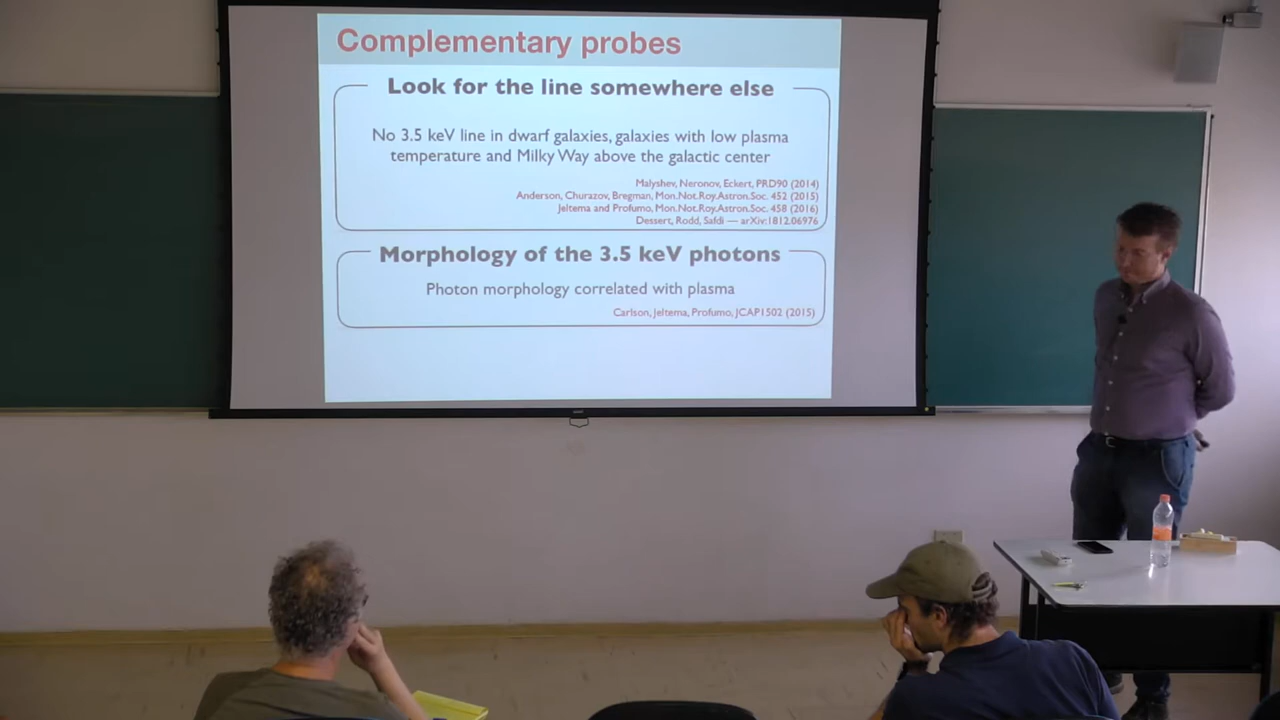 Complementary probes
Look for the line somewhere else
No 3.5 keV line in dwarf galaxies, galaxies with low plasma
temperature and Milky Way above the galactic center
Malyshev, Neronov, Eckert, PRD90 (2014)
Anderson, Churazov, Bregman, Mon.Not.Roy.Astron.Soc. 452 (2015)
Jeltema and Profumo, Mon.Not.Roy.Astron.Soc. 458 (2016)
Dessert, Rodd, Safdi — arXiv:1812.06976
Morphology of the 3.5 keV photons
Photon morphology correlated with plasma
Carlson, Jeltema, Profumo, JCAP1502 (2015)